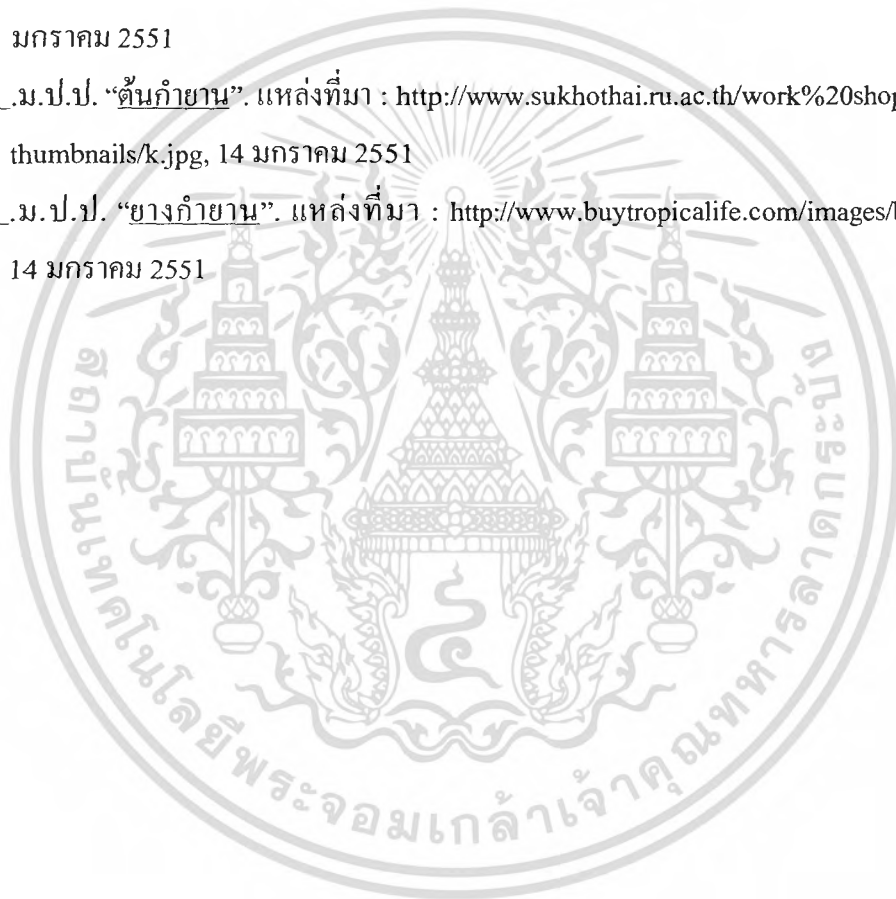 มกราคม 2551
_.ม.ป.ป. “ต้นกำยาน”. แหล่งที่มา : http://www.sukhothai.ru.ac.th/work%20shop
thumbnails/k.jpg, 14 มกราคม 2551
_.ม.ป.ป. “ยางกำยาน”. แหล่งที่มา : http://www.buytropicalife.com/images/
14 มกราคม 2551
สถาบันเทคโนโลยีพระจอมเกล้าเจ้าคุณทหารลาดกระบัง